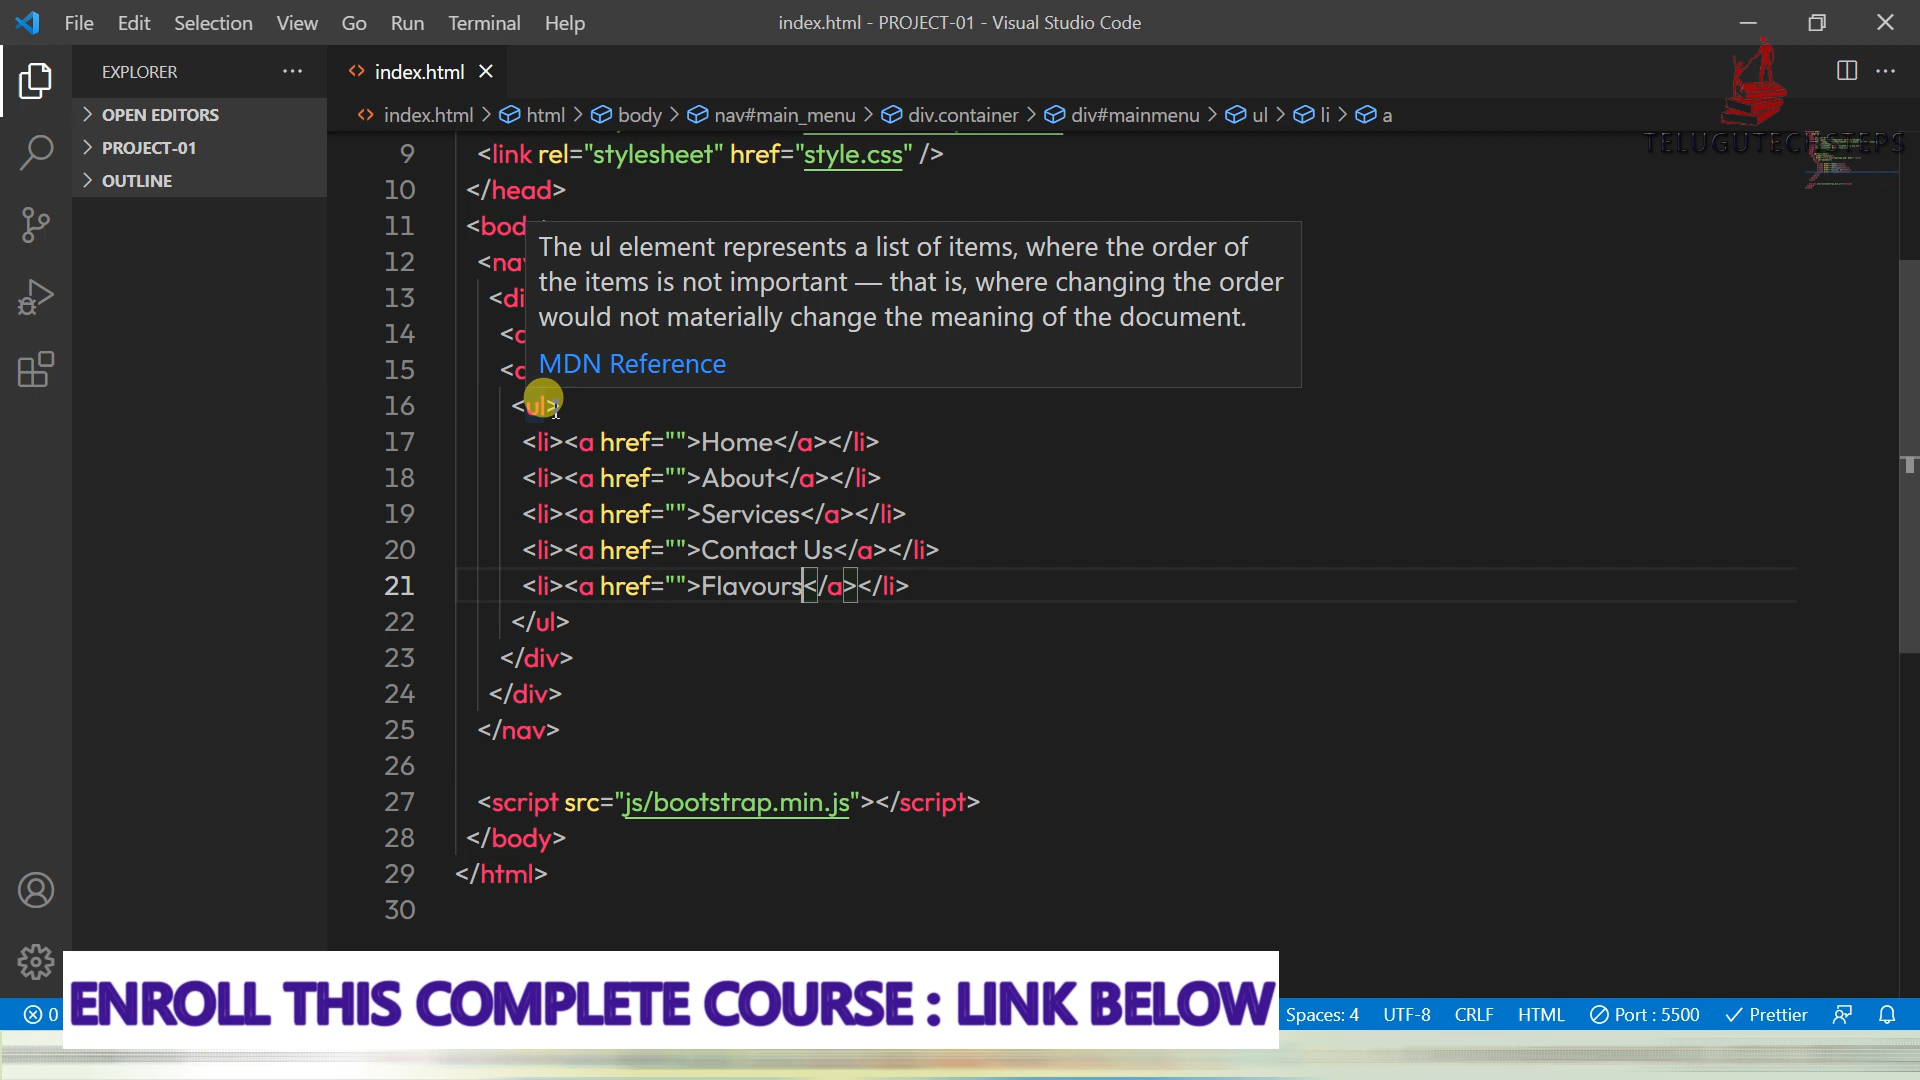 File Edit Selection View Go Run Terminal Help index.html - PROJECT-01 - Visual Studio Code
EXPLORER
OPEN EDITORS
PROJECT-01
OUTLINE
index.html
index.html > html > body > nav#main_menu > div.container > div#mainmenu > ul > li > a
TELUGUTECHSTEPS
9 <link rel="stylesheet" href="style.css" />
10 </head>
11 <bod
12 <na
13 <di
14 <
15 <
The ul element represents a list of items, where the order of
the items is not important — that is, where changing the order
would not materially change the meaning of the document.
MDN Reference
16 <ul>
17 <li><a href="">Home</a></li>
18 <li><a href="">About</a></li>
19 <li><a href="">Services</a></li>
20 <li><a href="">Contact Us</a></li>
21 <li><a href="">Flavours</a></li>
22 </ul>
23 </div>
24 </div>
25 </nav>
26
27 <script src="js/bootstrap.min.js"></script>
28 </body>
29 </html>
30
ENROLL THIS COMPLETE COURSE : LINK BELOW
0 Spaces: 4 UTF-8 CRLF HTML Port : 5500 Prettier